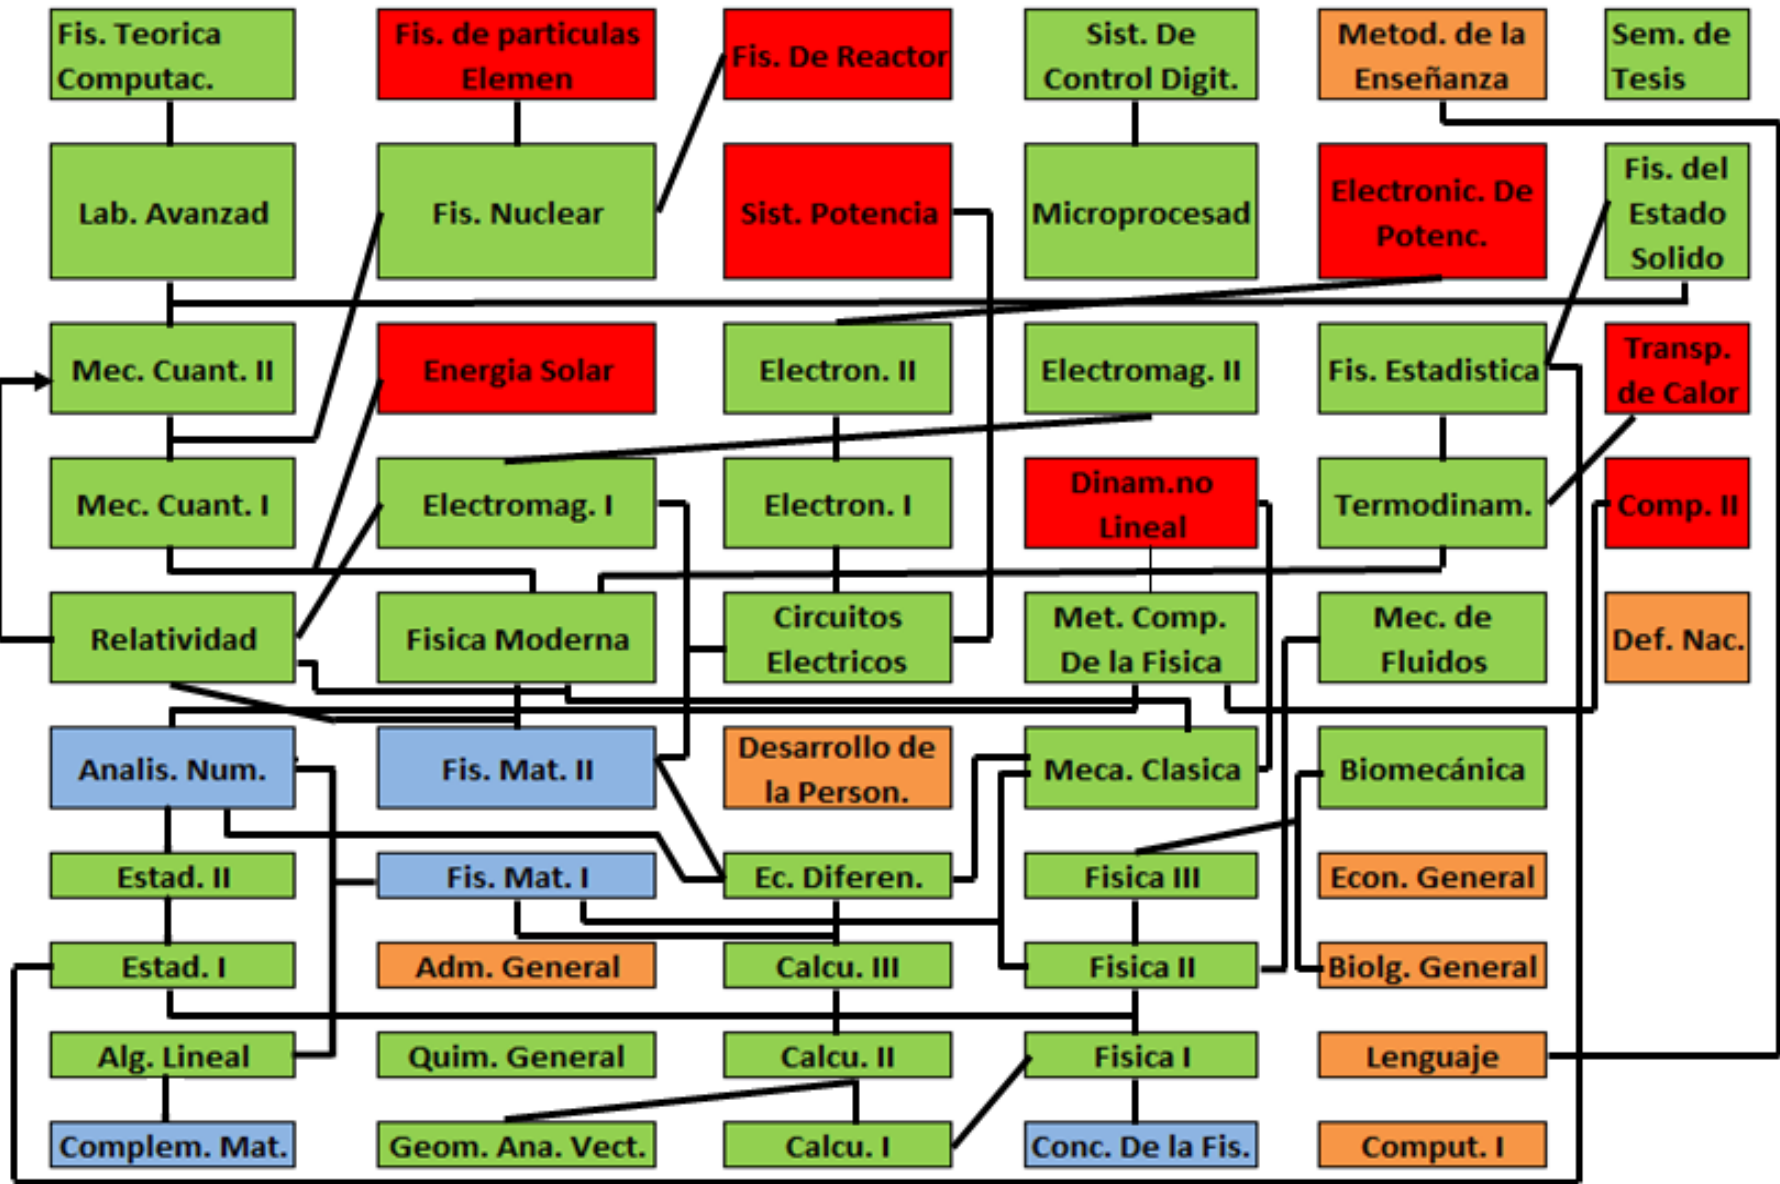 Fis. Teorica
Computac.
Fis. de particulas
Elemen
Fis. De Reactor
Sist. De
Control Digit.
Metod. de la
Enseñanza
Sem. de
Tesis
Lab. Avanzad
Fis. Nuclear
Sist. Potencia
Microprocesad
Electronic. De
Potenc.
Fis. del
Estado
Solido
Mec. Cuant. II
Energia Solar
Electron. II
Electromag. II
Fis. Estadistica
Transp.
de Calor
Mec. Cuant. I
Electromag. I
Electron. I
Dinam.no
Lineal
Termodinam.
Comp. II
Relatividad
Fisica Moderna
Circuitos
Electricos
Met. Comp.
De la Fisica
Mec. de
Fluidos
Def. Nac.
Analis. Num.
Fis. Mat. II
Desarrollo de
la Person.
Meca. Clasica
Biomecánica
Estad. II
Fis. Mat. I
Ec. Diferen.
Fisica III
Econ. General
Estad. I
Adm. General
Calcu. III
Fisica II
Biolg. General
Alg. Lineal
Quim. General
Calcu. II
Fisica I
Lenguaje
Complem. Mat.
Geom. Ana. Vect.
Calcu. I
Conc. De la Fis.
Comput. I